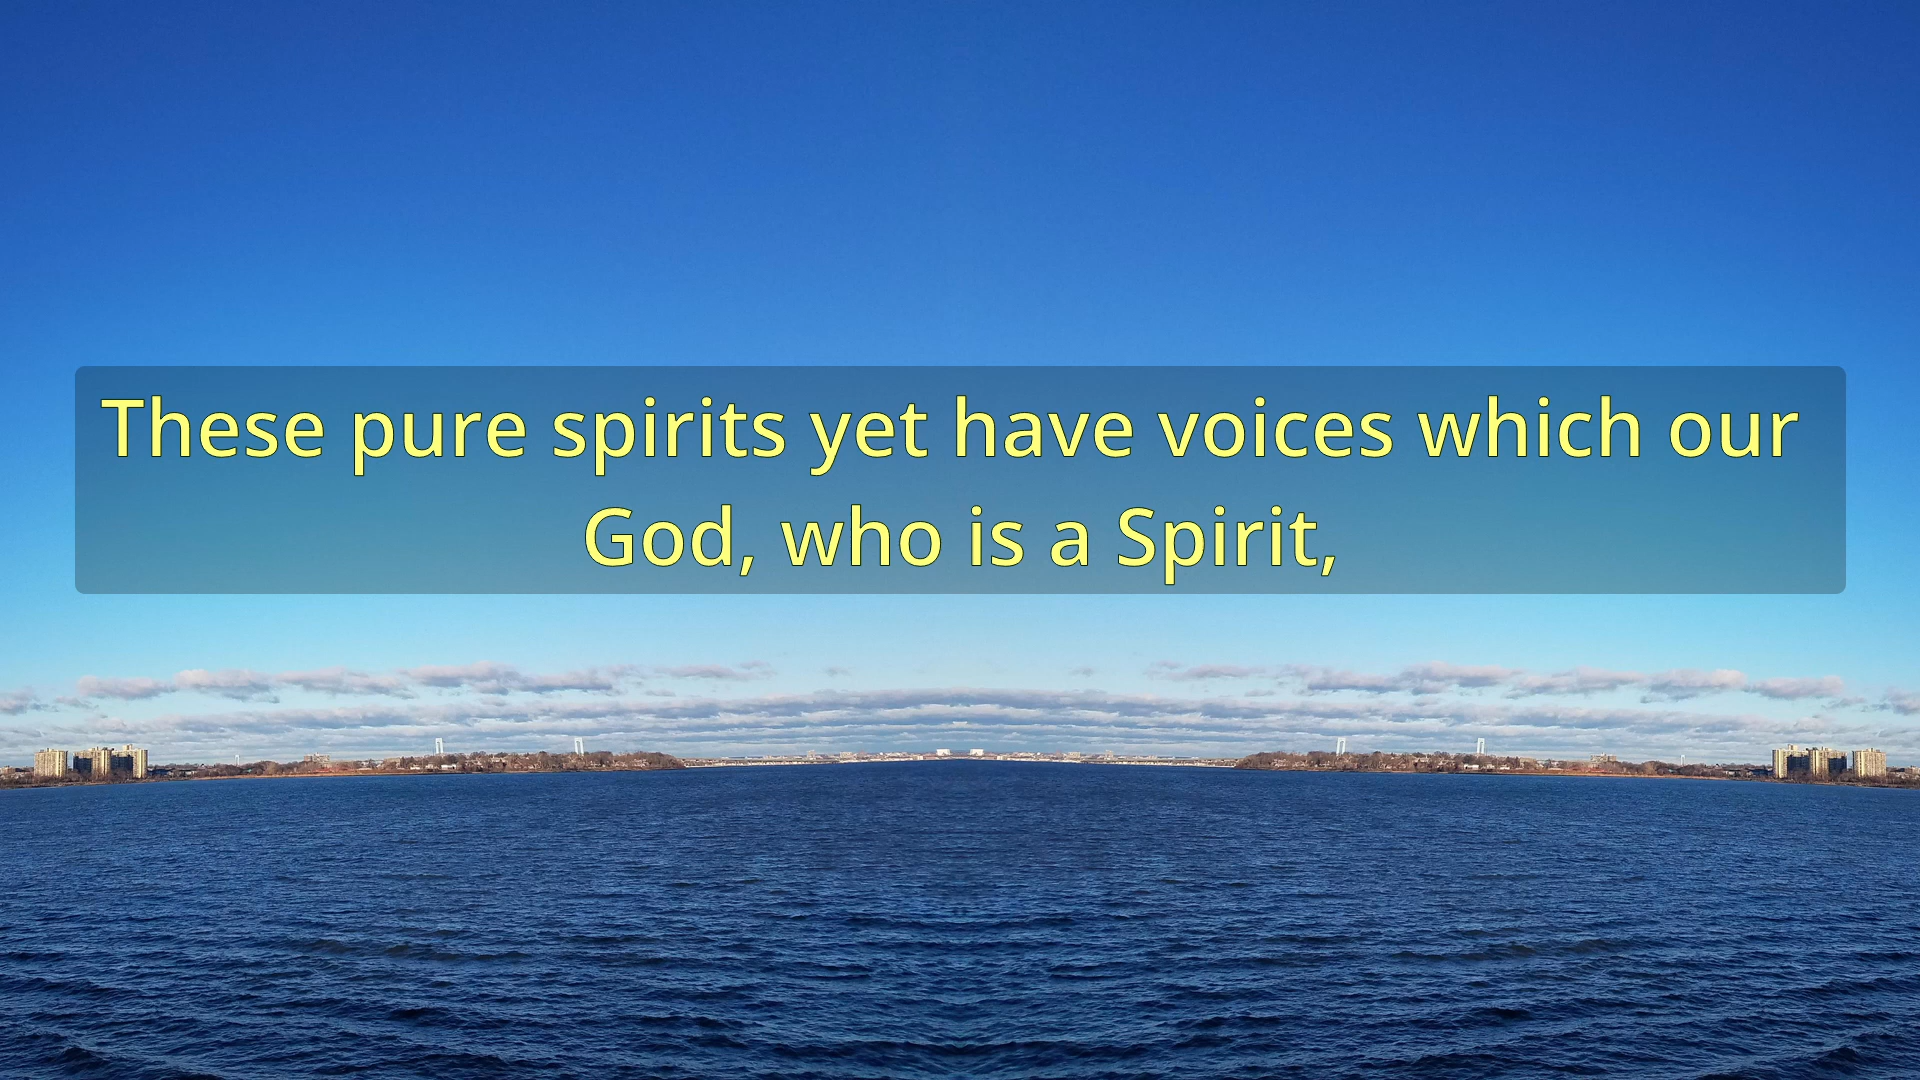 These pure spirits yet have voices which our
God, who is a Spirit,